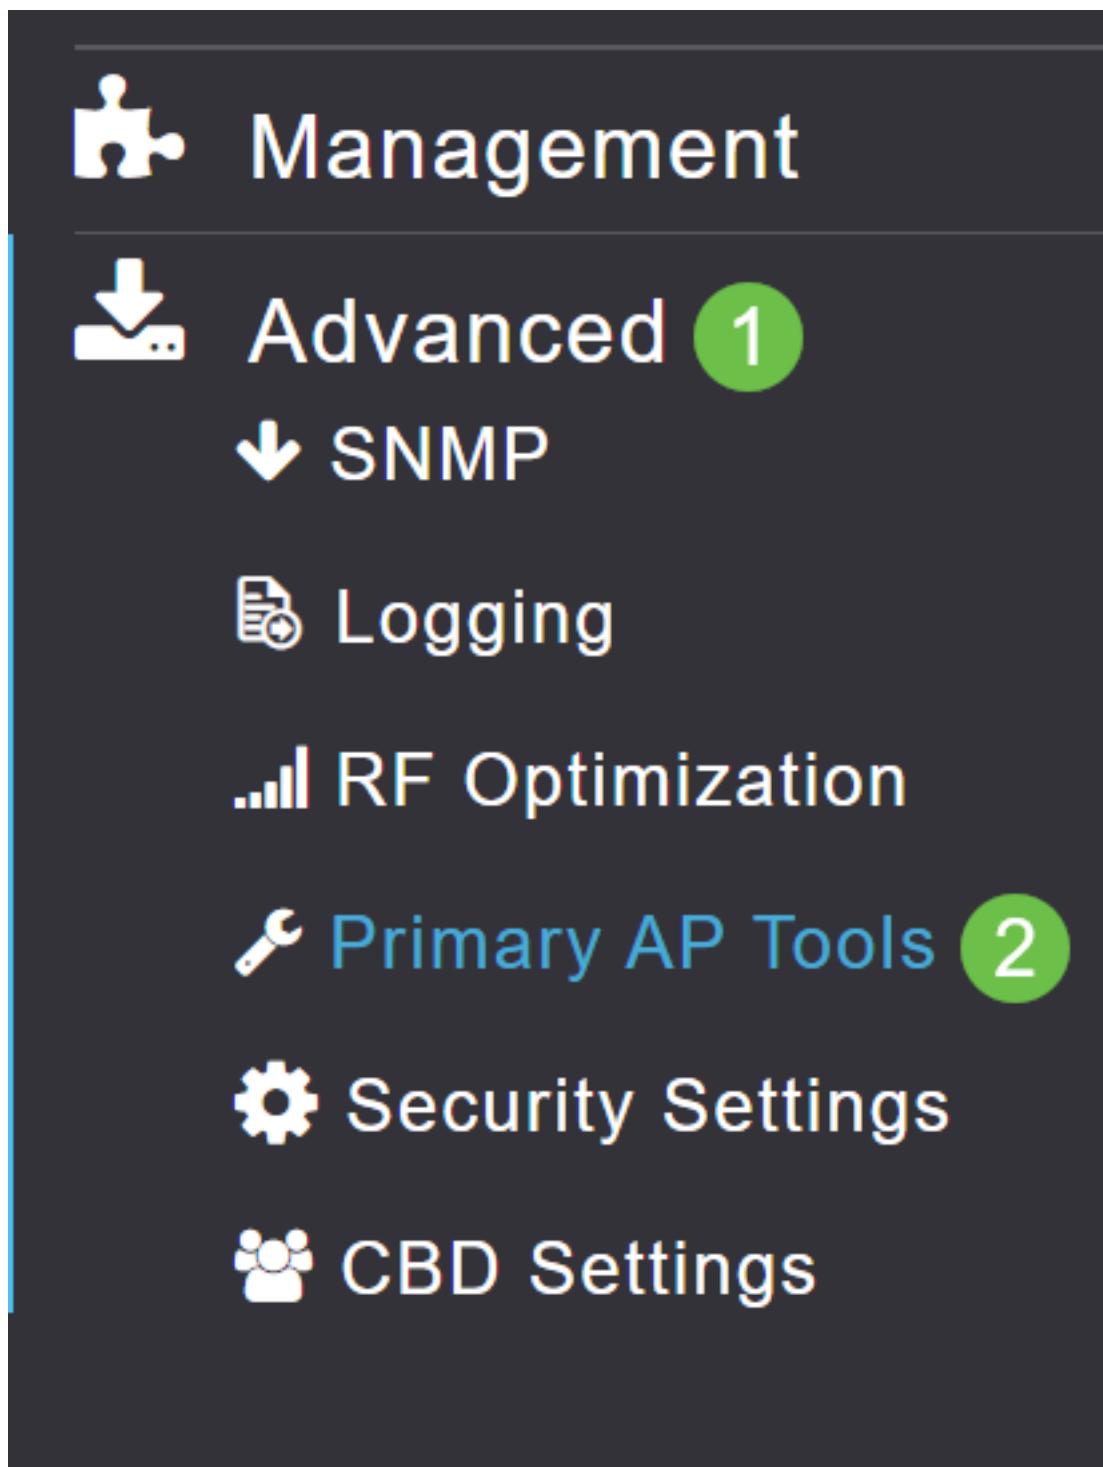 Management
Advanced 1
SNMP
Logging
RF Optimization
Primary AP Tools 2
Security Settings
CBD Settings